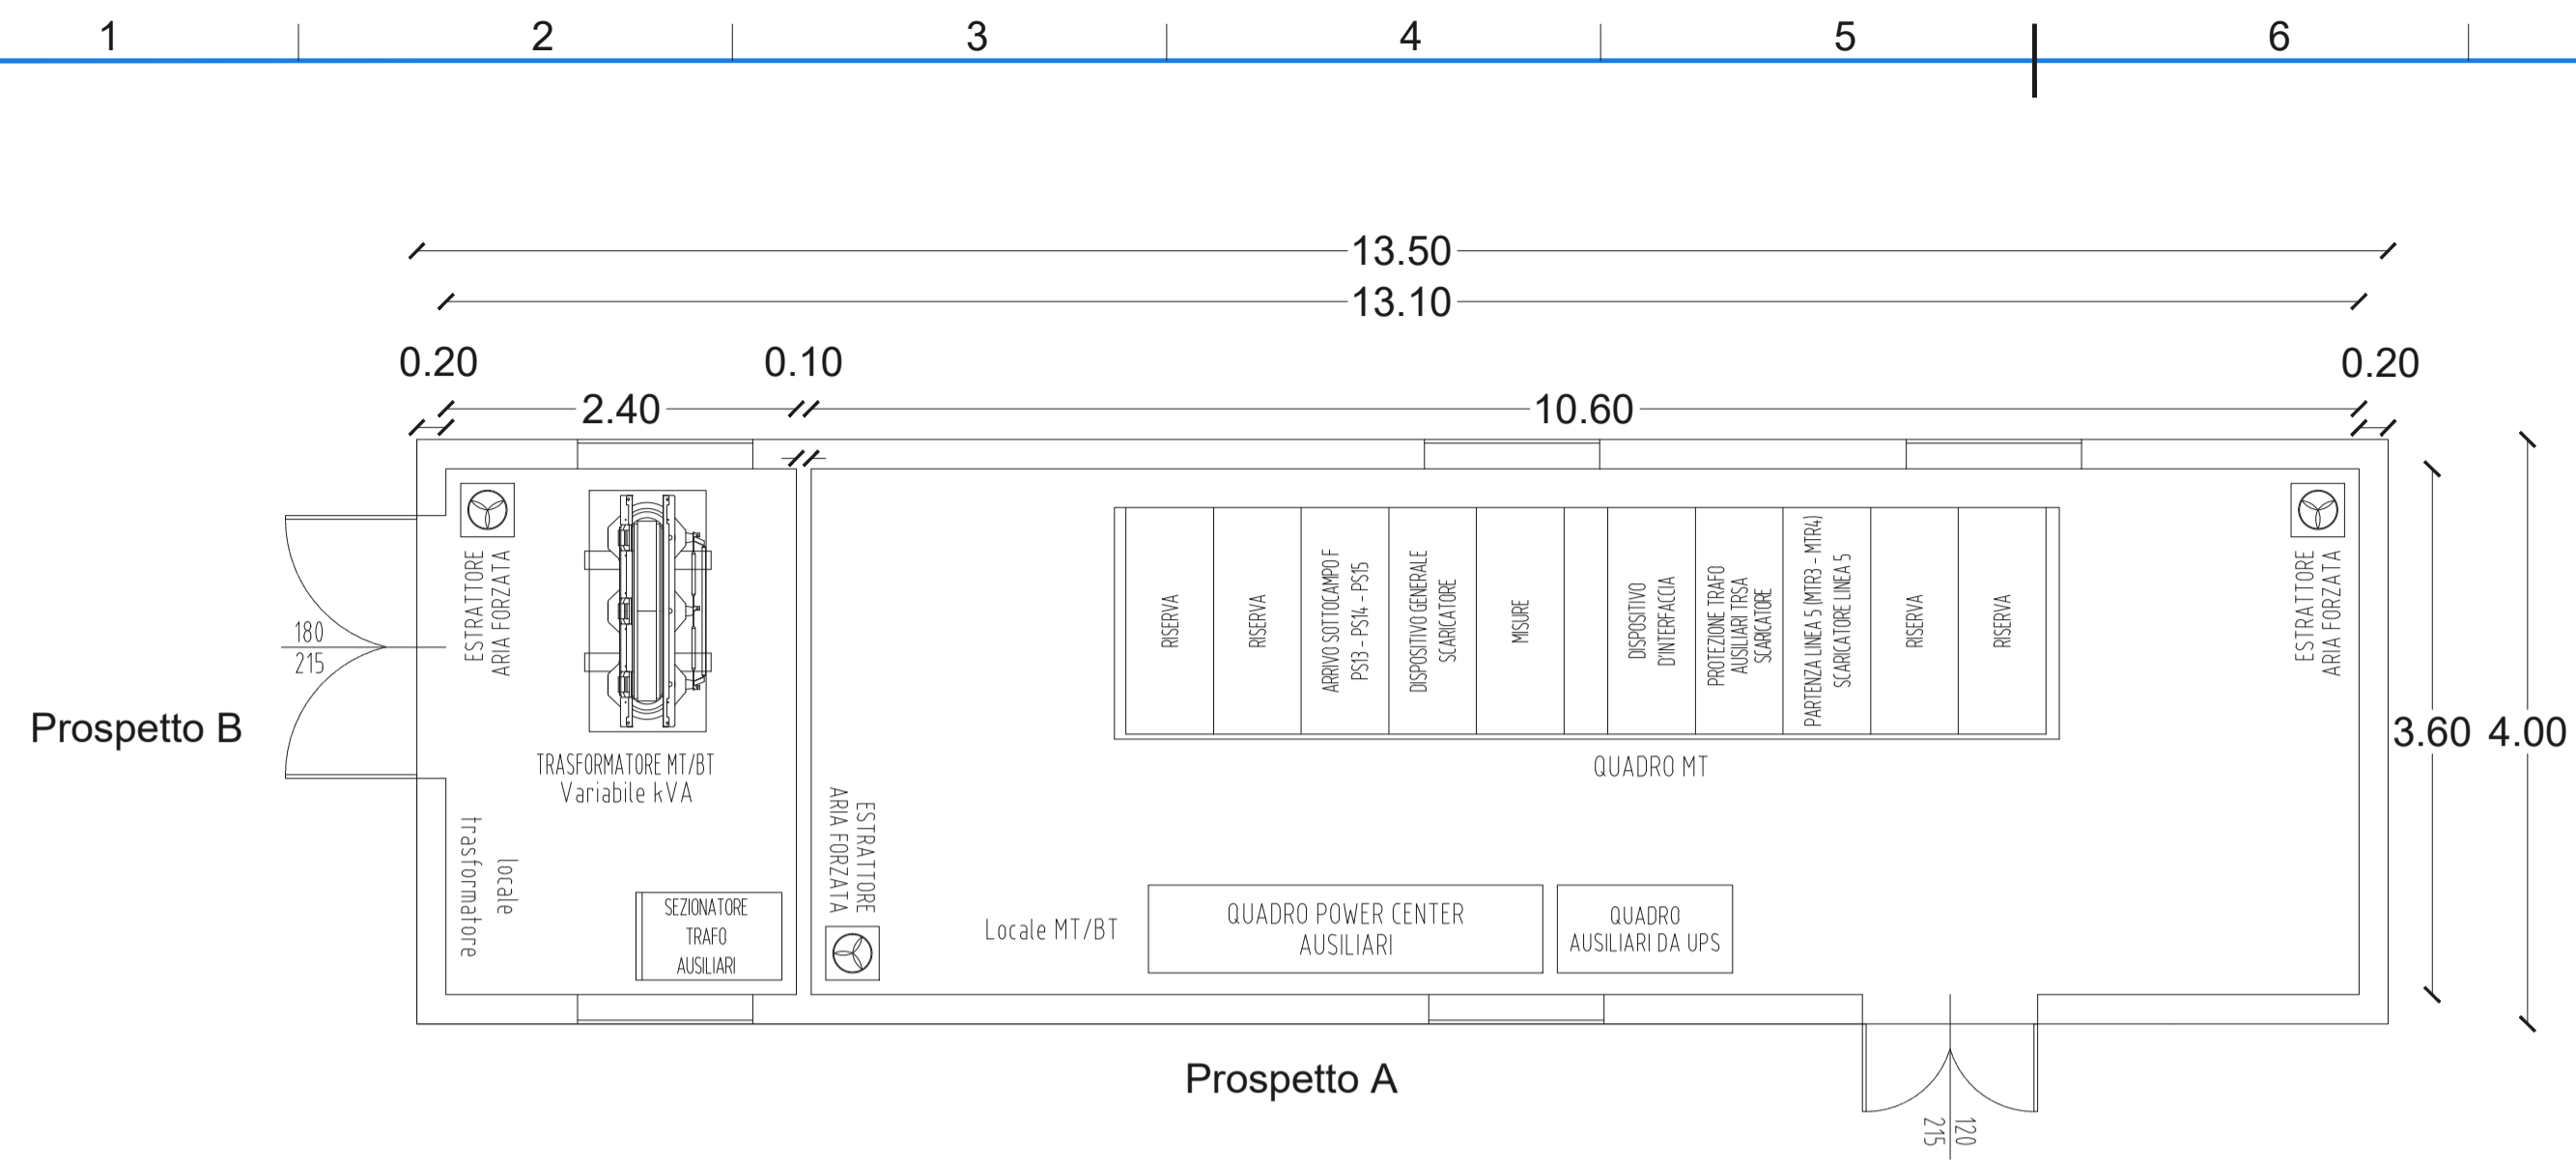 1 2 3 4 5 6
13.50
13.10
0.20 0.10 0.20
2.40 10.60
3.60 4.00
180
215
Prospetto B
ESTRATTORE
ARIA FORZATA
TRASFORMATORE MT/BT
Variabile kVA
locale
trasformatore
SEZIONATORE
TRAFO
AUSILIARI
ESTRATTORE
ARIA FORZATA
RISERVA
RISERVA
ARRIVO SOTTOCAMPO F
PS13 - PS14 - PS15
DISPOSITIVO GENERALE
SCARICATORE
MISURE
DISPOSITIVO
D'INTERFACCIA
PROTEZIONE TRAFO
AUSILIARI TRSA
SCARICATORE
PARTENZA LINEA 5 (MTR3 - MTR4)
SCARICATORE LINEA 5
RISERVA
RISERVA
QUADRO MT
ESTRATTORE
ARIA FORZATA
Locale MT/BT
QUADRO POWER CENTER
AUSILIARI
QUADRO
AUSILIARI DA UPS
Prospetto A
120
215